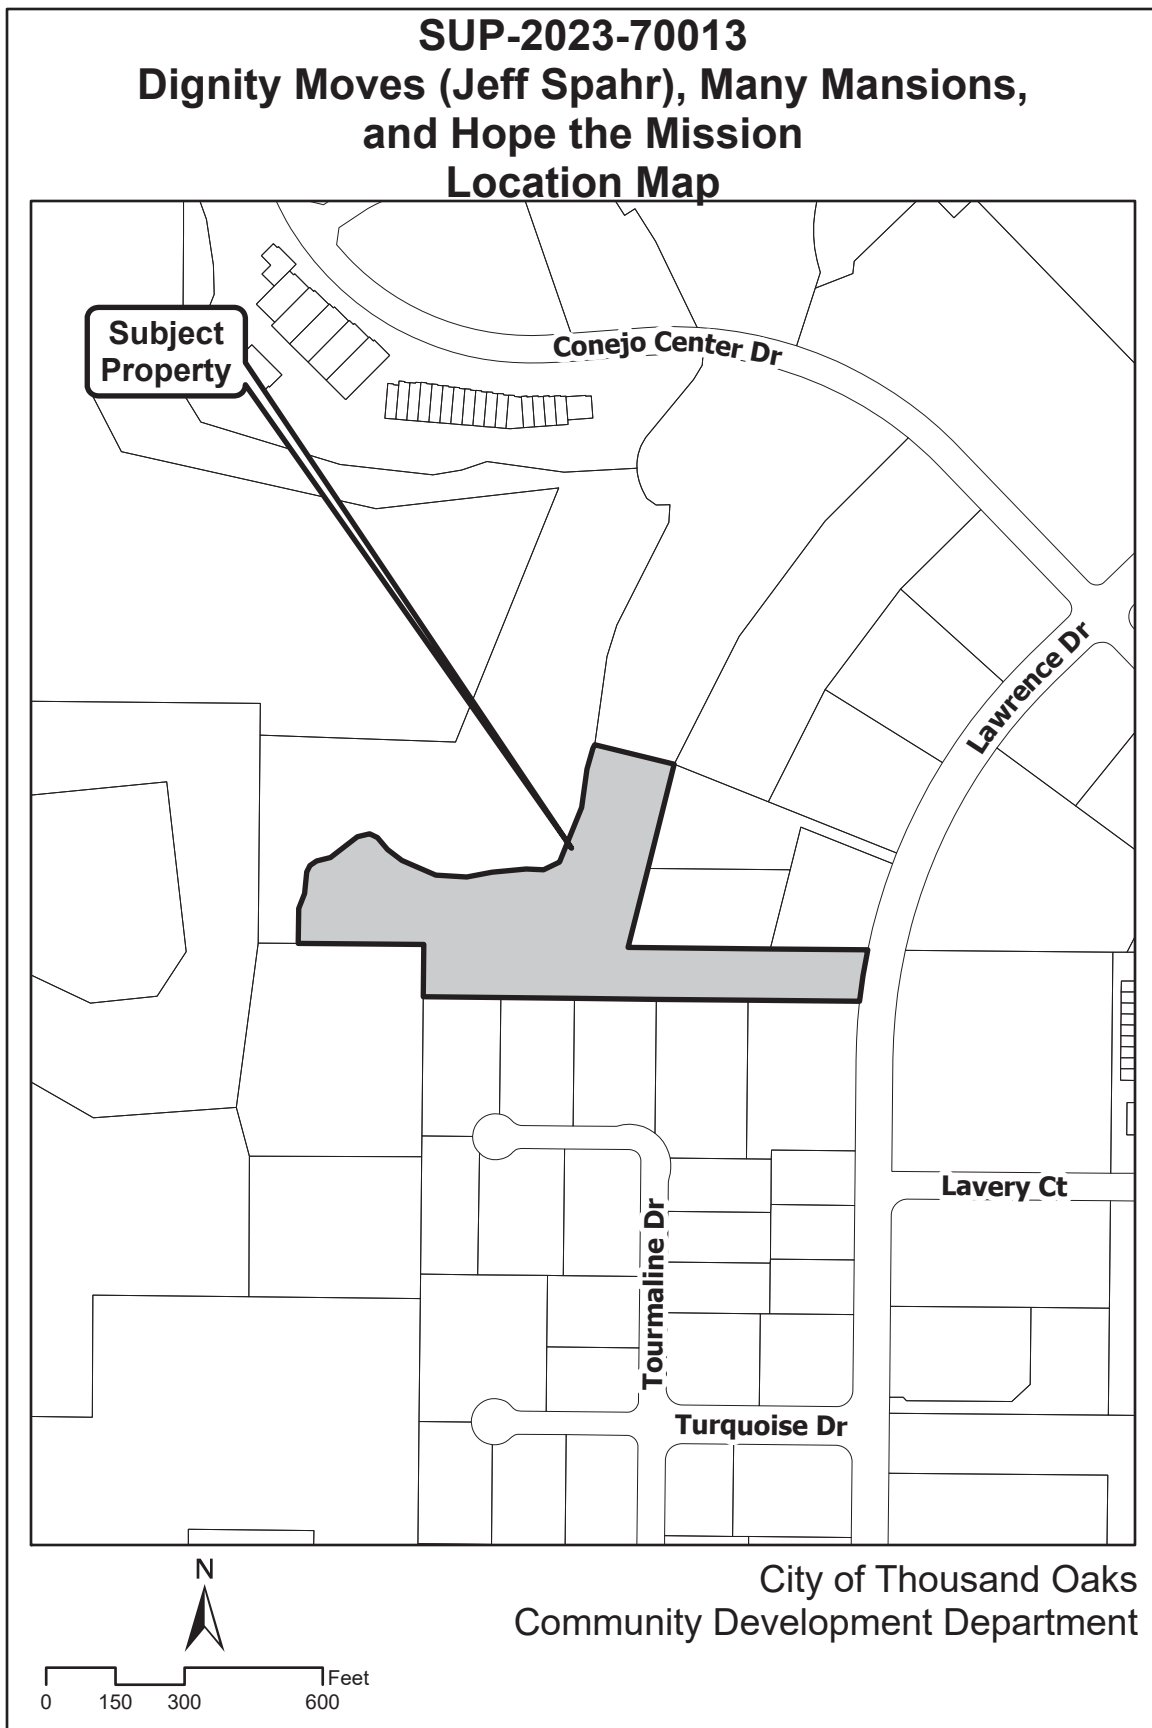 SUP-2023-70013
Dignity Moves (Jeff Spahr), Many Mansions,
and Hope the Mission
Location Map
Subject
Property
Conejo Center Dr
Lawrence Dr
Lavery Ct
Tourmaline Dr
Turquoise Dr
N
City of Thousand Oaks
Community Development Department
Feet
0 150 300 600